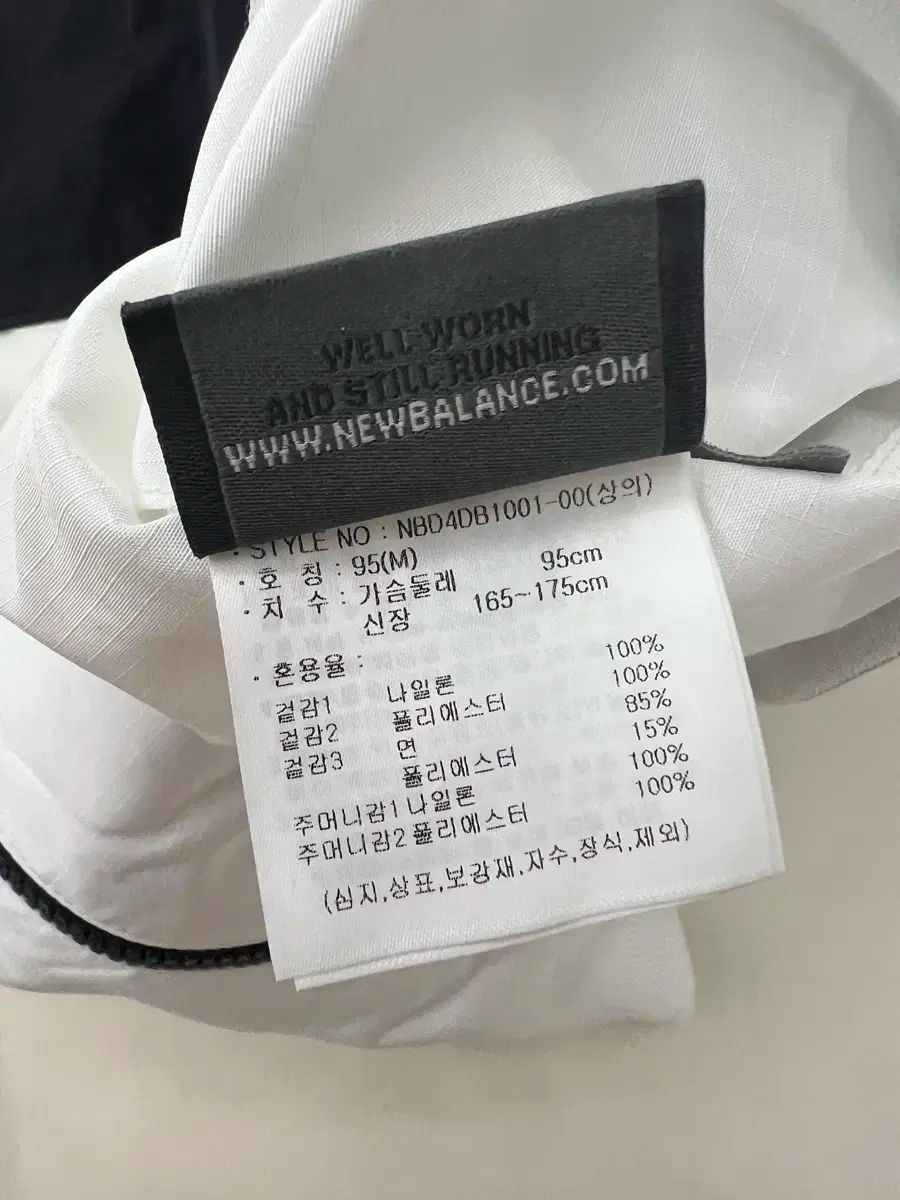 WELL WORN
AND STILL RUNNING
WWW.NEWBALANCE.COM
· STYLE NO : NBD4DB1001-00(상의)
· 호 칭 : 95(M)
· 치 수 : 가슴둘레 95cm
신장 165~175cm
· 혼용율 :
겉감1 나일론 100%
겉감2 폴리에스터 100%
겉감3 면 85%
폴리에스터 15%
주머니감1 나일론 100%
주머니감2 폴리에스터 100%
(심지,상표,보강재,자수,장식,제외)